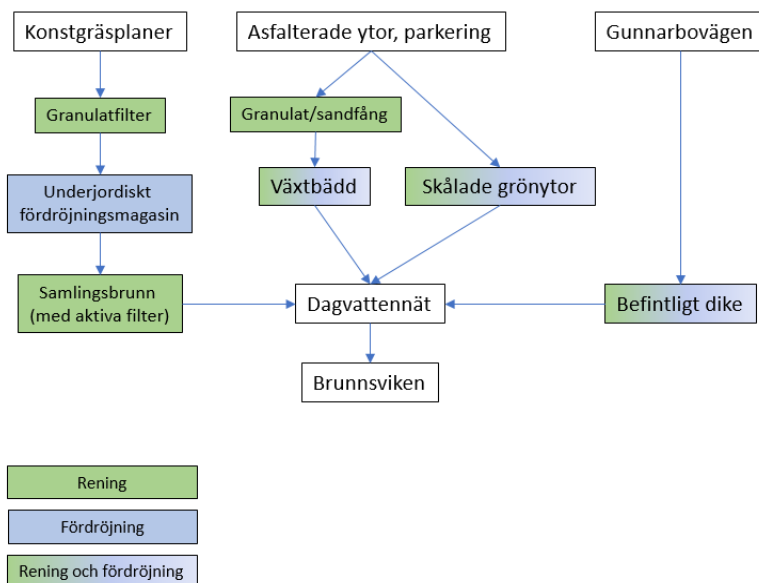 Konstgräsplaner
Asfalterade ytor, parkering
Gunnarbovägen
Granulatfilter
Granulat/sandfång
Underjordiskt
fördröjningsmagasin
Växtbädd
Skålade grönytor
Samlingsbrunn
(med aktiva filter)
Dagvattennät
Befintligt dike
Brunnsviken
Rening
Fördröjning
Rening och fördröjning